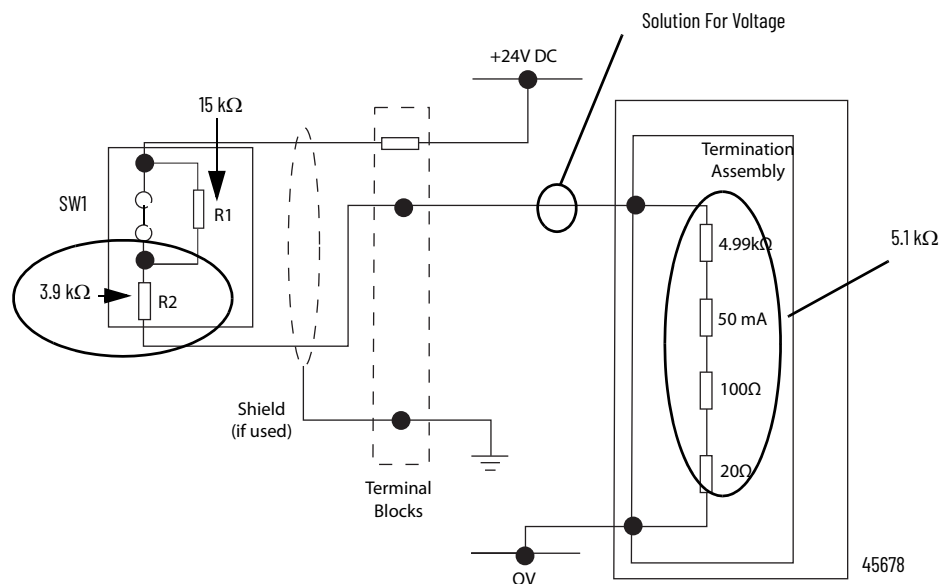 Solution For Voltage
+24V DC
15 kΩ
Termination
Assembly
SW1
R1
4.99kΩ
5.1 kΩ
3.9 kΩ
R2
50 mA
100Ω
Shield
(if used)
20Ω
Terminal
Blocks
OV
45678